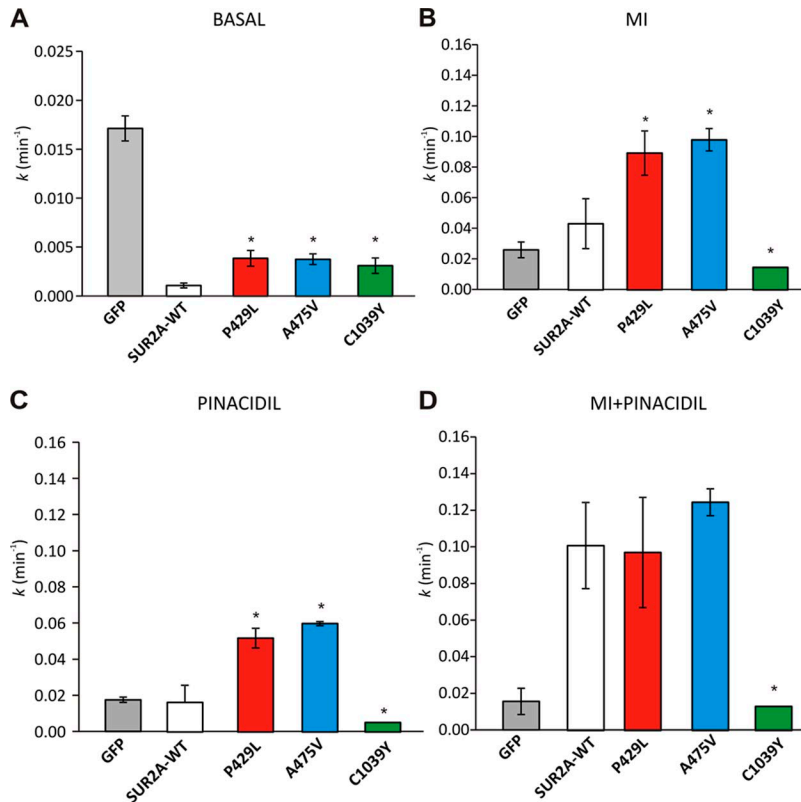 A BASAL
k (min⁻¹)
0.025
0.020
0.015
0.010
0.005
0.000
* * *
GFP SUR2A-WT P429L A475V C1039Y
B MI
k (min⁻¹)
0.16
0.14
0.12
0.10
0.08
0.06
0.04
0.02
0.00
* * *
GFP SUR2A-WT P429L A475V C1039Y
C PINACIDIL
k (min⁻¹)
0.16
0.14
0.12
0.10
0.08
0.06
0.04
0.02
0.00
* * *
GFP SUR2A-WT P429L A475V C1039Y
D MI+PINACIDIL
k (min⁻¹)
0.16
0.14
0.12
0.10
0.08
0.06
0.04
0.02
0.00
*
GFP SUR2A-WT P429L A475V C1039Y